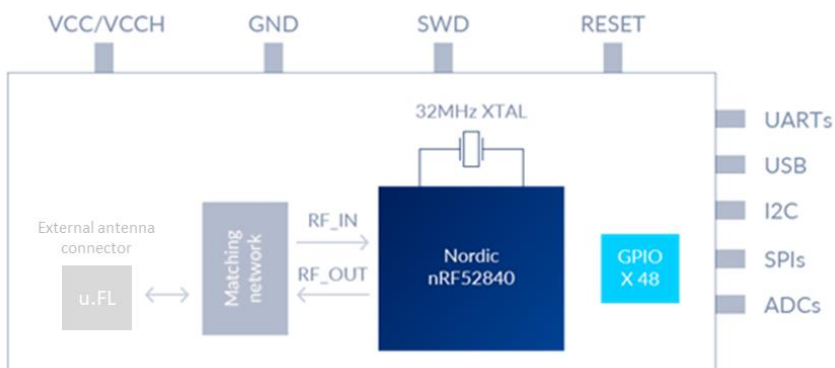 VCC/VCCH
GND
SWD
RESET
32MHz XTAL
UARTs
USB
I2C
SPIs
ADCs
External antenna
connector
u.FL
Matching
network
RF_IN
RF_OUT
Nordic
nRF52840
GPIO
X 48